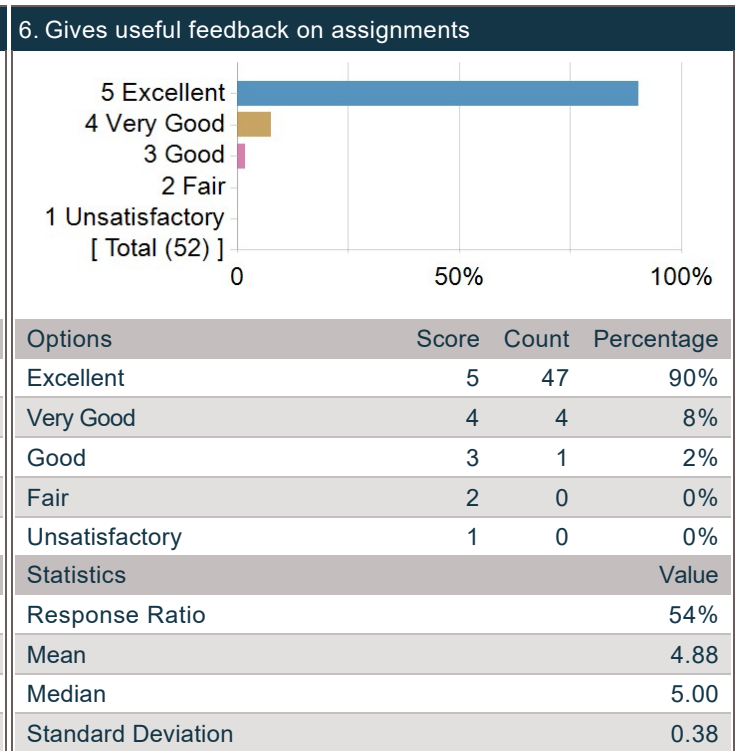 6. Gives useful feedback on assignments
5 Excellent
4 Very Good
3 Good
2 Fair
1 Unsatisfactory
[ Total (52) ]
0 50% 100%
Options Score Count Percentage
Excellent 5 47 90%
Very Good 4 4 8%
Good 3 1 2%
Fair 2 0 0%
Unsatisfactory 1 0 0%
Statistics Value
Response Ratio 54%
Mean 4.88
Median 5.00
Standard Deviation 0.38